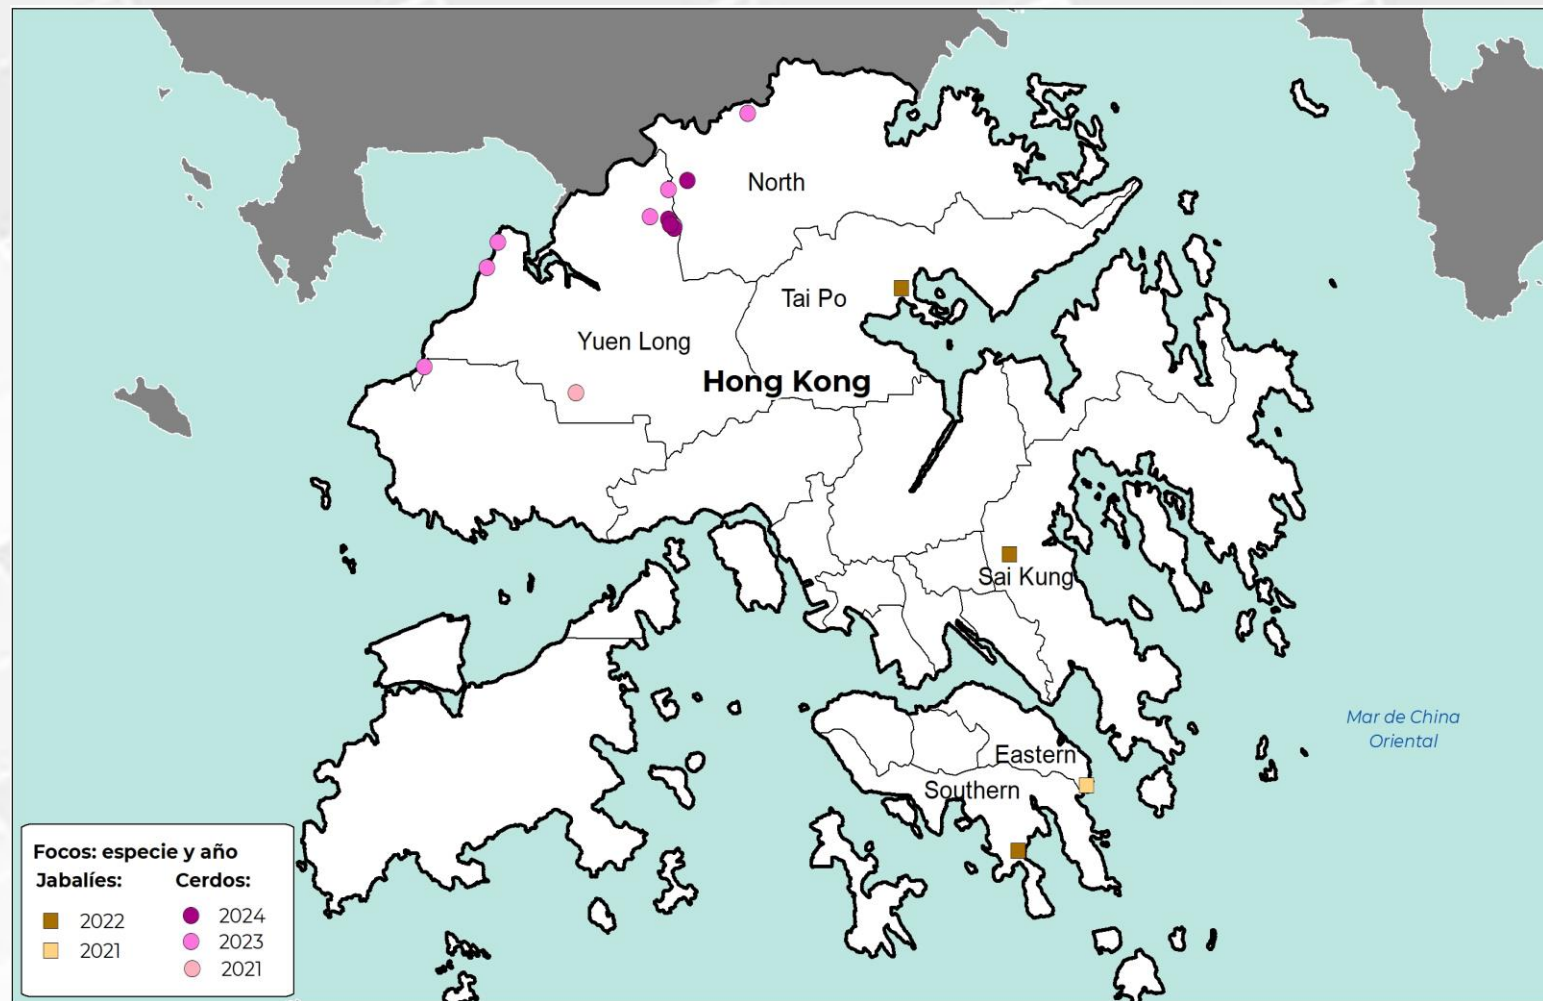 North
Tai Po
Yuen Long
Hong Kong
Sai Kung
Mar de China
Oriental
Eastern
Southern
Focos: especie y año
Jabalíes: Cerdos:
2022 2024
2021 2023
2021